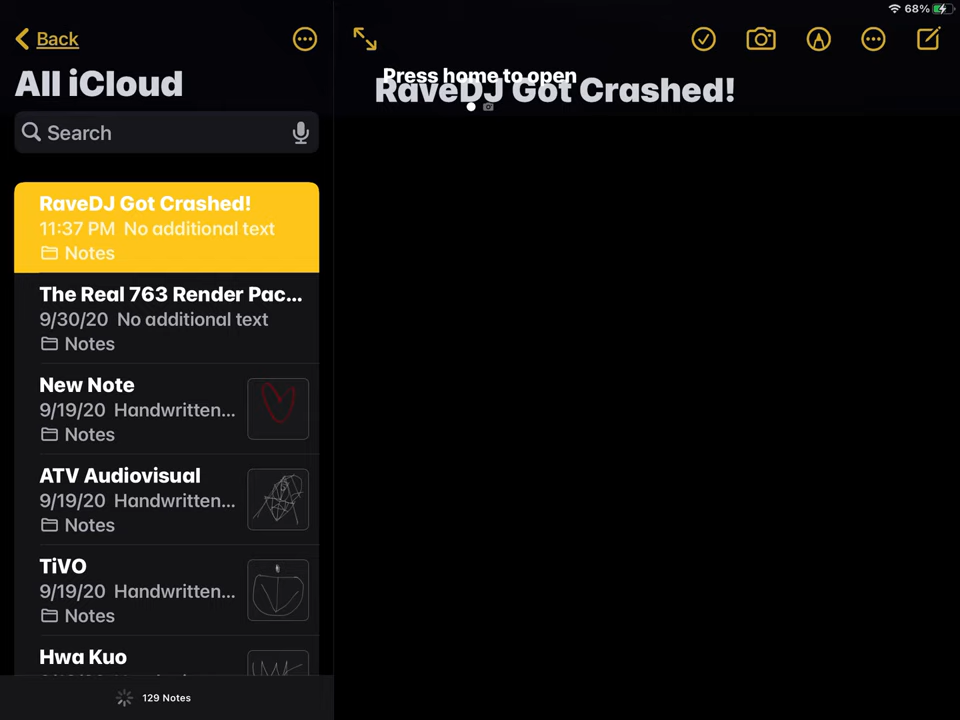 68%
Back
All iCloud
Search
RaveDJ Got Crashed!
11:37 PM No additional text
Notes
The Real 763 Render Pac...
9/30/20 No additional text
Notes
New Note
9/19/20 Handwritten...
Notes
ATV Audiovisual
9/19/20 Handwritten...
Notes
TiVO
9/19/20 Handwritten...
Notes
Hwa Kuo
129 Notes
Press home to open
RaveDJ Got Crashed!